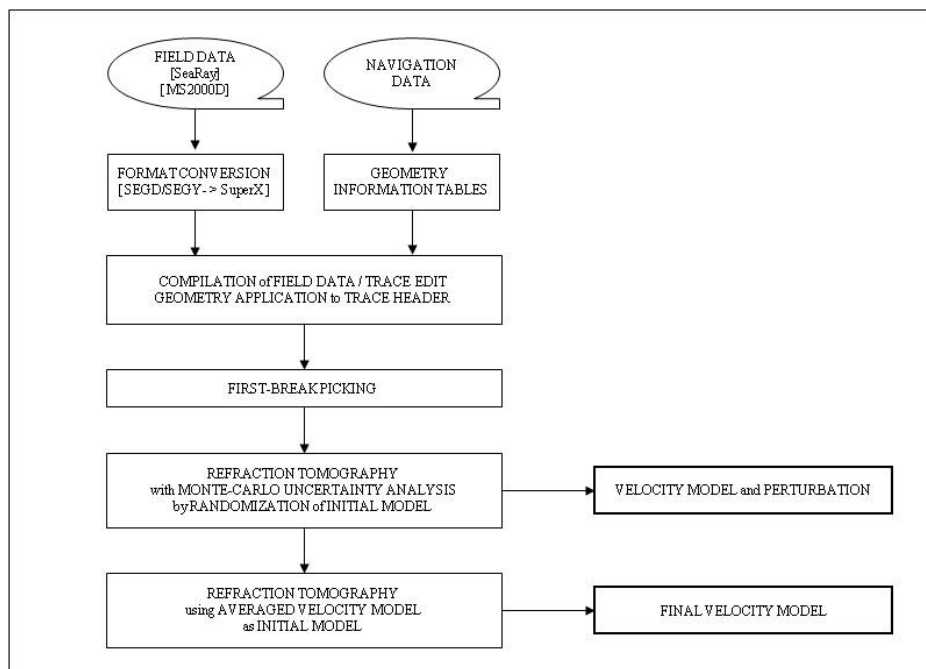 FIELD DATA
[SeaRay]
[MS2000D]
NAVIGATION
DATA
FORMAT CONVERSION
[SEGD/SEGY -> SuperX]
GEOMETRY
INFORMATION TABLES
COMPILATION of FIELD DATA / TRACE EDIT
GEOMETRY APPLICATION to TRACE HEADER
FIRST-BREAK PICKING
REFRACTION TOMOGRAPHY
with MONTE-CARLO UNCERTAINTY ANALYSIS
by RANDOMIZATION of INITIAL MODEL
VELOCITY MODEL and PERTURBATION
REFRACTION TOMOGRAPHY
using AVERAGED VELOCITY MODEL
as INITIAL MODEL
FINAL VELOCITY MODEL